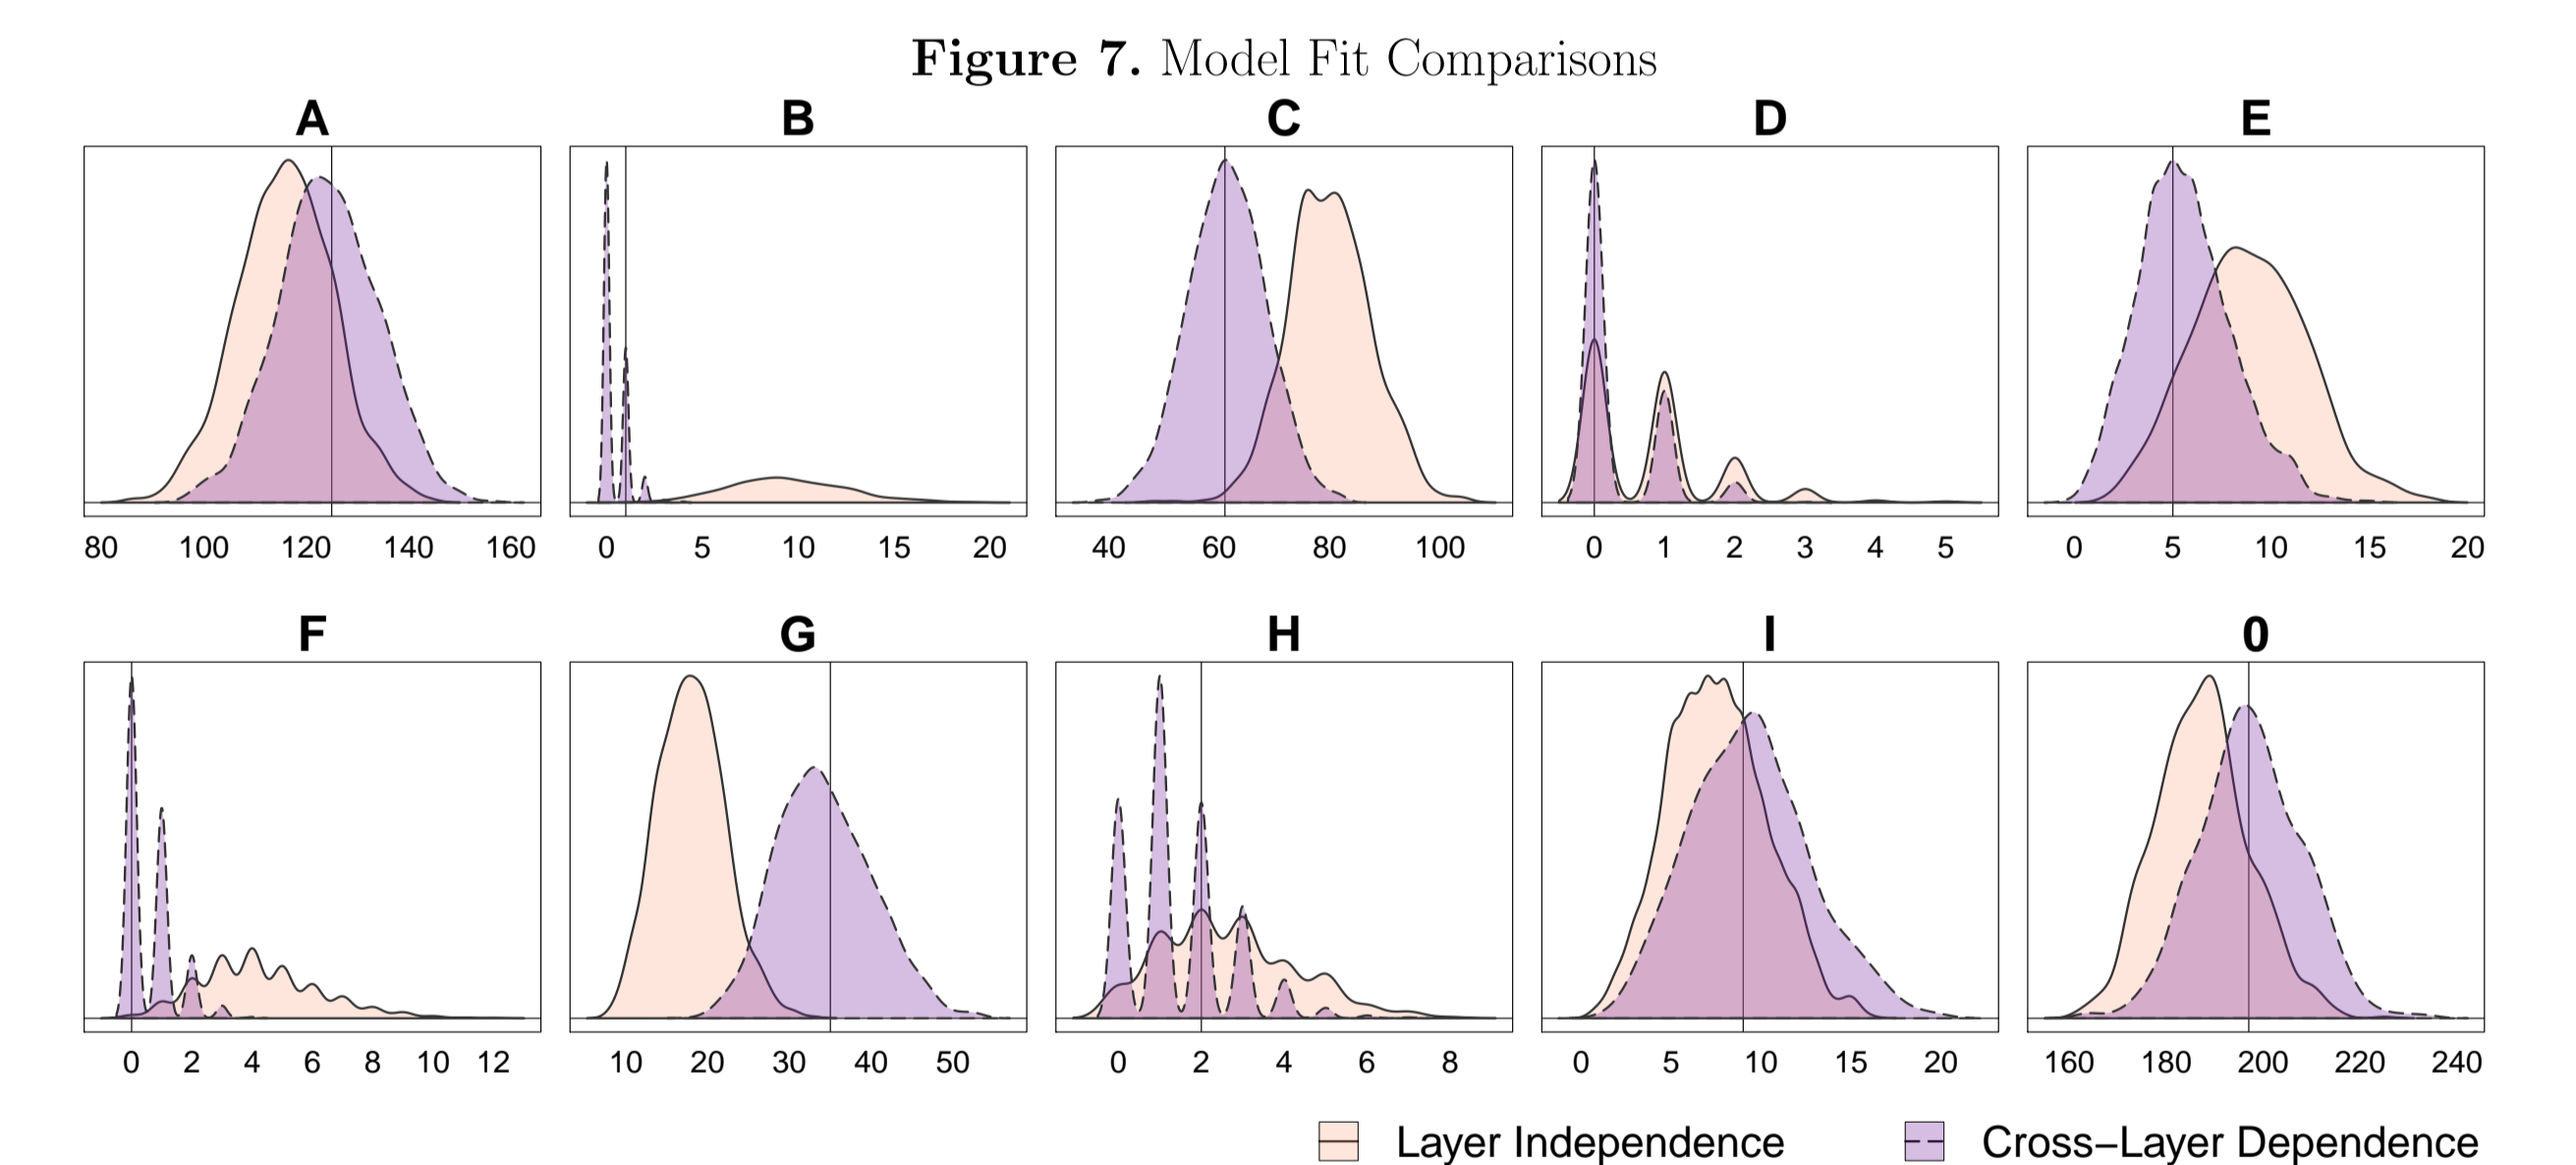 Figure 7. Model Fit Comparisons
A B C D E
80 100 120 140 160 0 5 10 15 20 40 60 80 100 0 1 2 3 4 5 0 5 10 15 20
F G H I 0
0 2 4 6 8 10 12 10 20 30 40 50 0 2 4 6 8 0 5 10 15 20 160 180 200 220 240
Layer Independence Cross−Layer Dependence